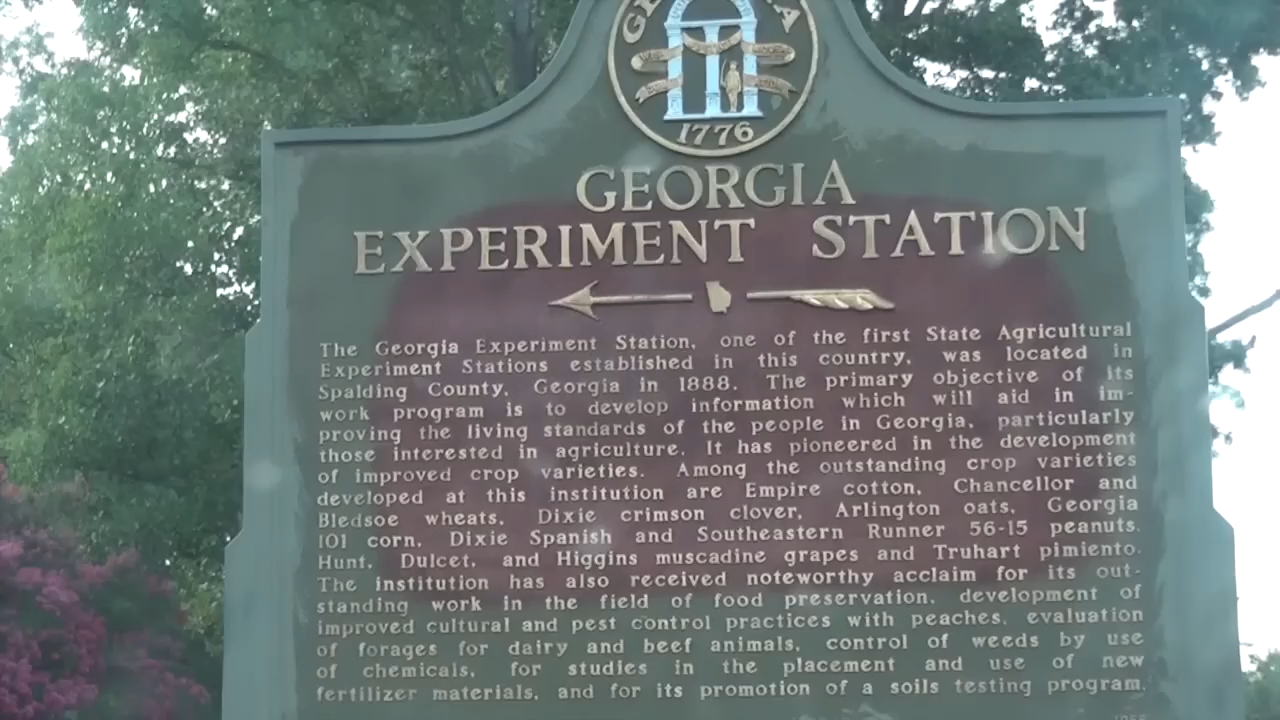 1776
GEORGIA
EXPERIMENT STATION
The Georgia Experiment Station, one of the first State Agricultural
Experiment Stations established in this country, was located in
Spalding County, Georgia in 1888. The primary objective of its
work program is to develop information which will aid in im-
proving the living standards of the people in Georgia, particularly
those interested in agriculture. It has pioneered in the development
of improved crop varieties. Among the outstanding crop varieties
developed at this institution are Empire cotton, Chancellor and
Bledsoe wheats, Dixie crimson clover, Arlington oats, Georgia
101 corn, Dixie Spanish and Southeastern Runner 56-15 peanuts,
Hunt, Dulcet, and Higgins muscadine grapes and Truhart pimiento.
The institution has also received noteworthy acclaim for its out-
standing work in the field of food preservation, development of
improved cultural and pest control practices with peaches, evaluation
of forages for dairy and beef animals, control of weeds by use
of chemicals, for studies in the placement and use of new
fertilizer materials, and for its promotion of a soils testing program.